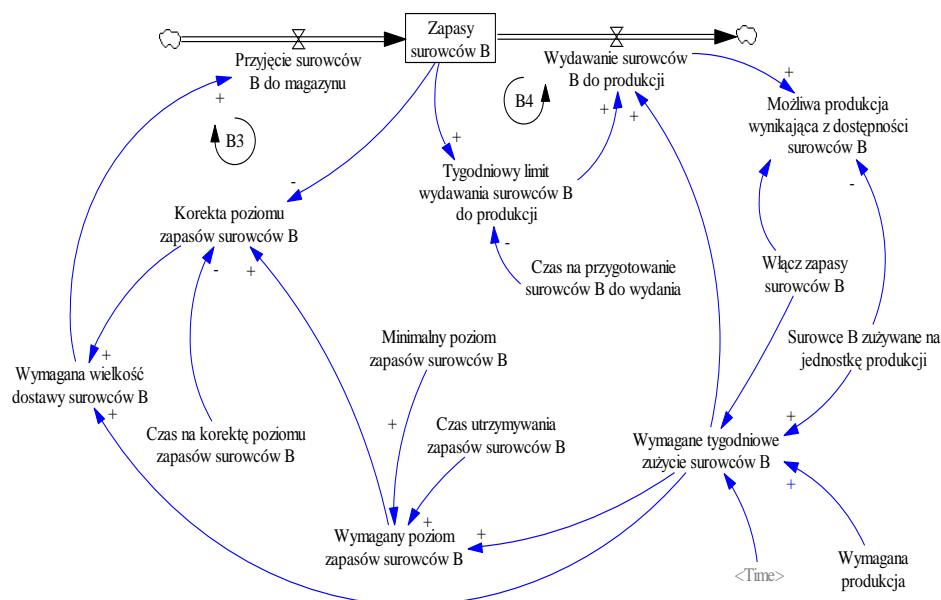 Zapasy
surowców B
Przyjęcie surowców
B do magazynu
+
B3
Wydawanie surowców
B do produkcji
+
+
B4
+
Możliwa produkcja
wynikająca z dostępności
surowców B
-
+
Tygodniowy limit
wydawania surowców B
do produkcji
-
-
Korekta poziomu
zapasów surowców B
-
+
Czas na przygotowanie
surowców B do wydania
Włącz zapasy
surowców B
Minimalny poziom
zapasów surowców B
+
Surowce B zużywane na
jednostkę produkcji
+
Wymagana wielkość
dostawy surowców B
+
+
Czas na korektę poziomu
zapasów surowców B
+
Czas utrzymywania
zapasów surowców B
Wymagane tygodniowe
zużycie surowców B
+
+
+
+
Wymagany poziom
zapasów surowców B
<Time>
Wymagana
produkcja